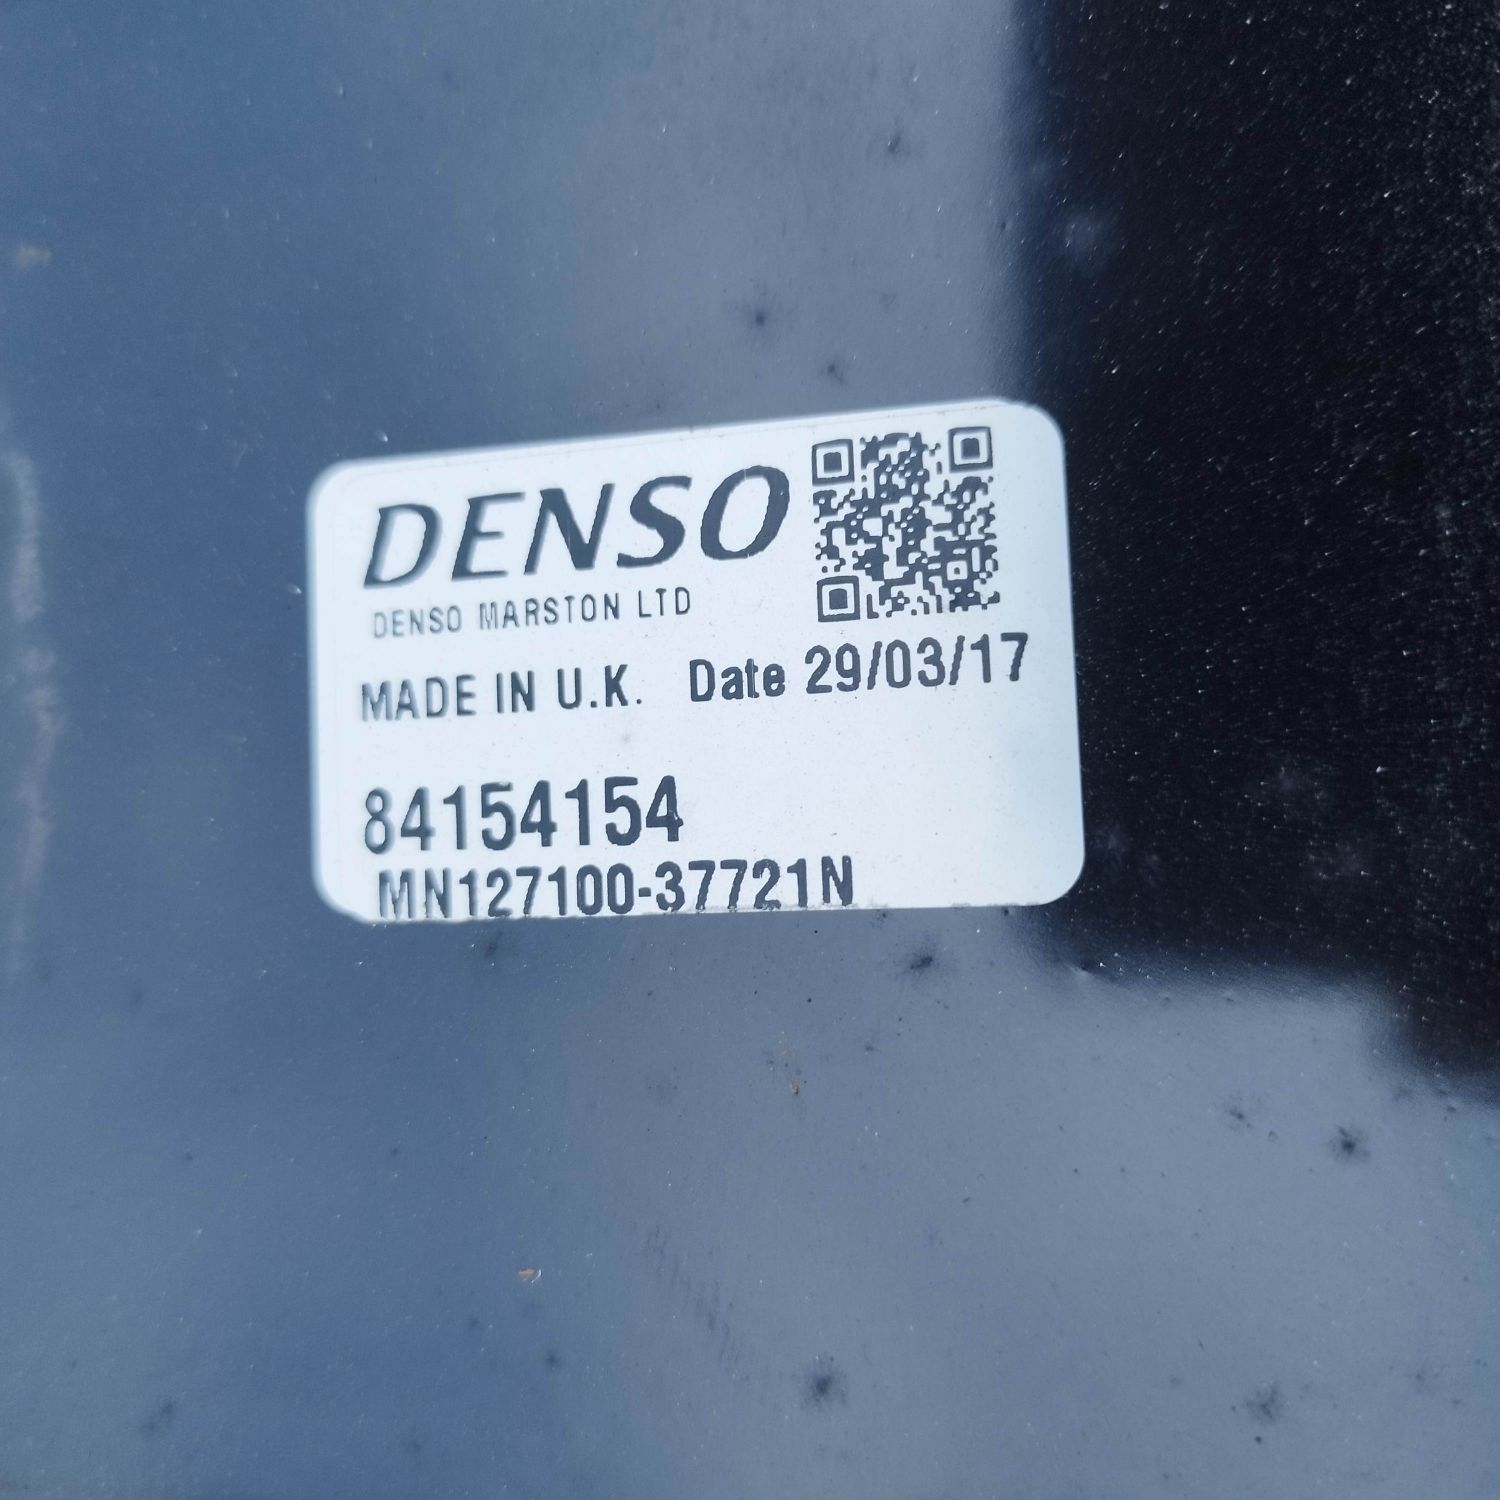 DENSO
DENSO MARSTON LTD
MADE IN U.K. Date 29/03/17
84154154
MN127100-37721N